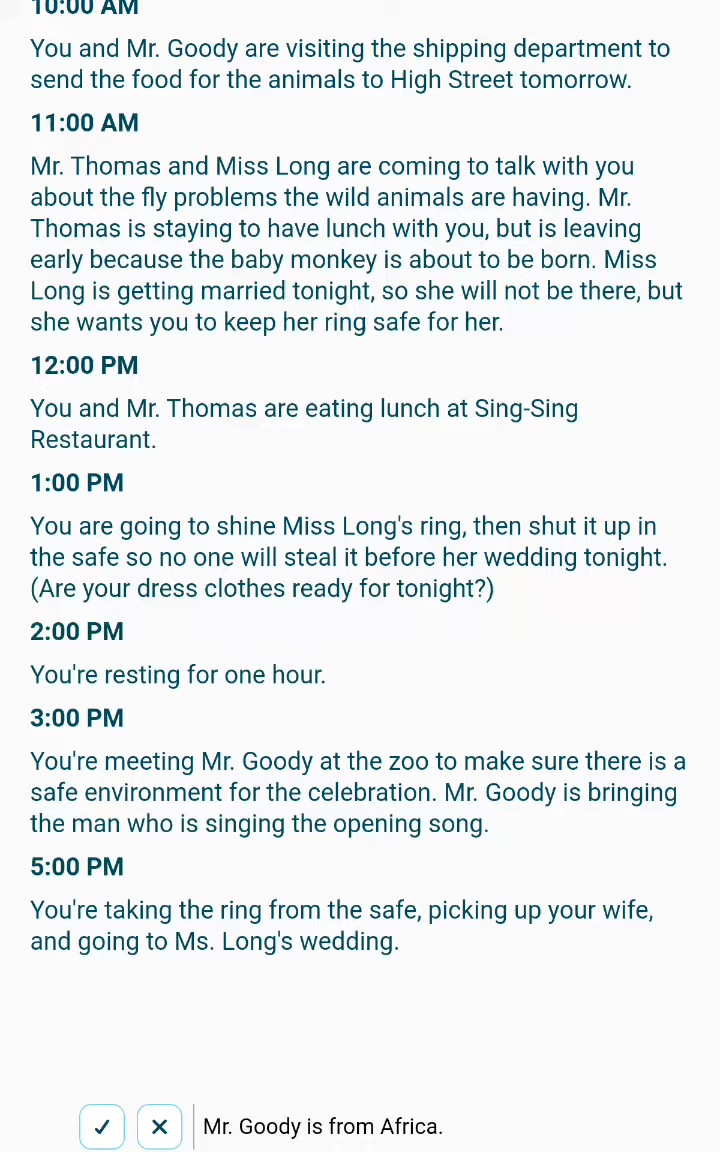 10:00 AM
You and Mr. Goody are visiting the shipping department to
send the food for the animals to High Street tomorrow.
11:00 AM
Mr. Thomas and Miss Long are coming to talk with you
about the fly problems the wild animals are having. Mr.
Thomas is staying to have lunch with you, but is leaving
early because the baby monkey is about to be born. Miss
Long is getting married tonight, so she will not be there, but
she wants you to keep her ring safe for her.
12:00 PM
You and Mr. Thomas are eating lunch at Sing-Sing
Restaurant.
1:00 PM
You are going to shine Miss Long's ring, then shut it up in
the safe so no one will steal it before her wedding tonight.
(Are your dress clothes ready for tonight?)
2:00 PM
You're resting for one hour.
3:00 PM
You're meeting Mr. Goody at the zoo to make sure there is a
safe environment for the celebration. Mr. Goody is bringing
the man who is singing the opening song.
5:00 PM
You're taking the ring from the safe, picking up your wife,
and going to Ms. Long's wedding.
Mr. Goody is from Africa.